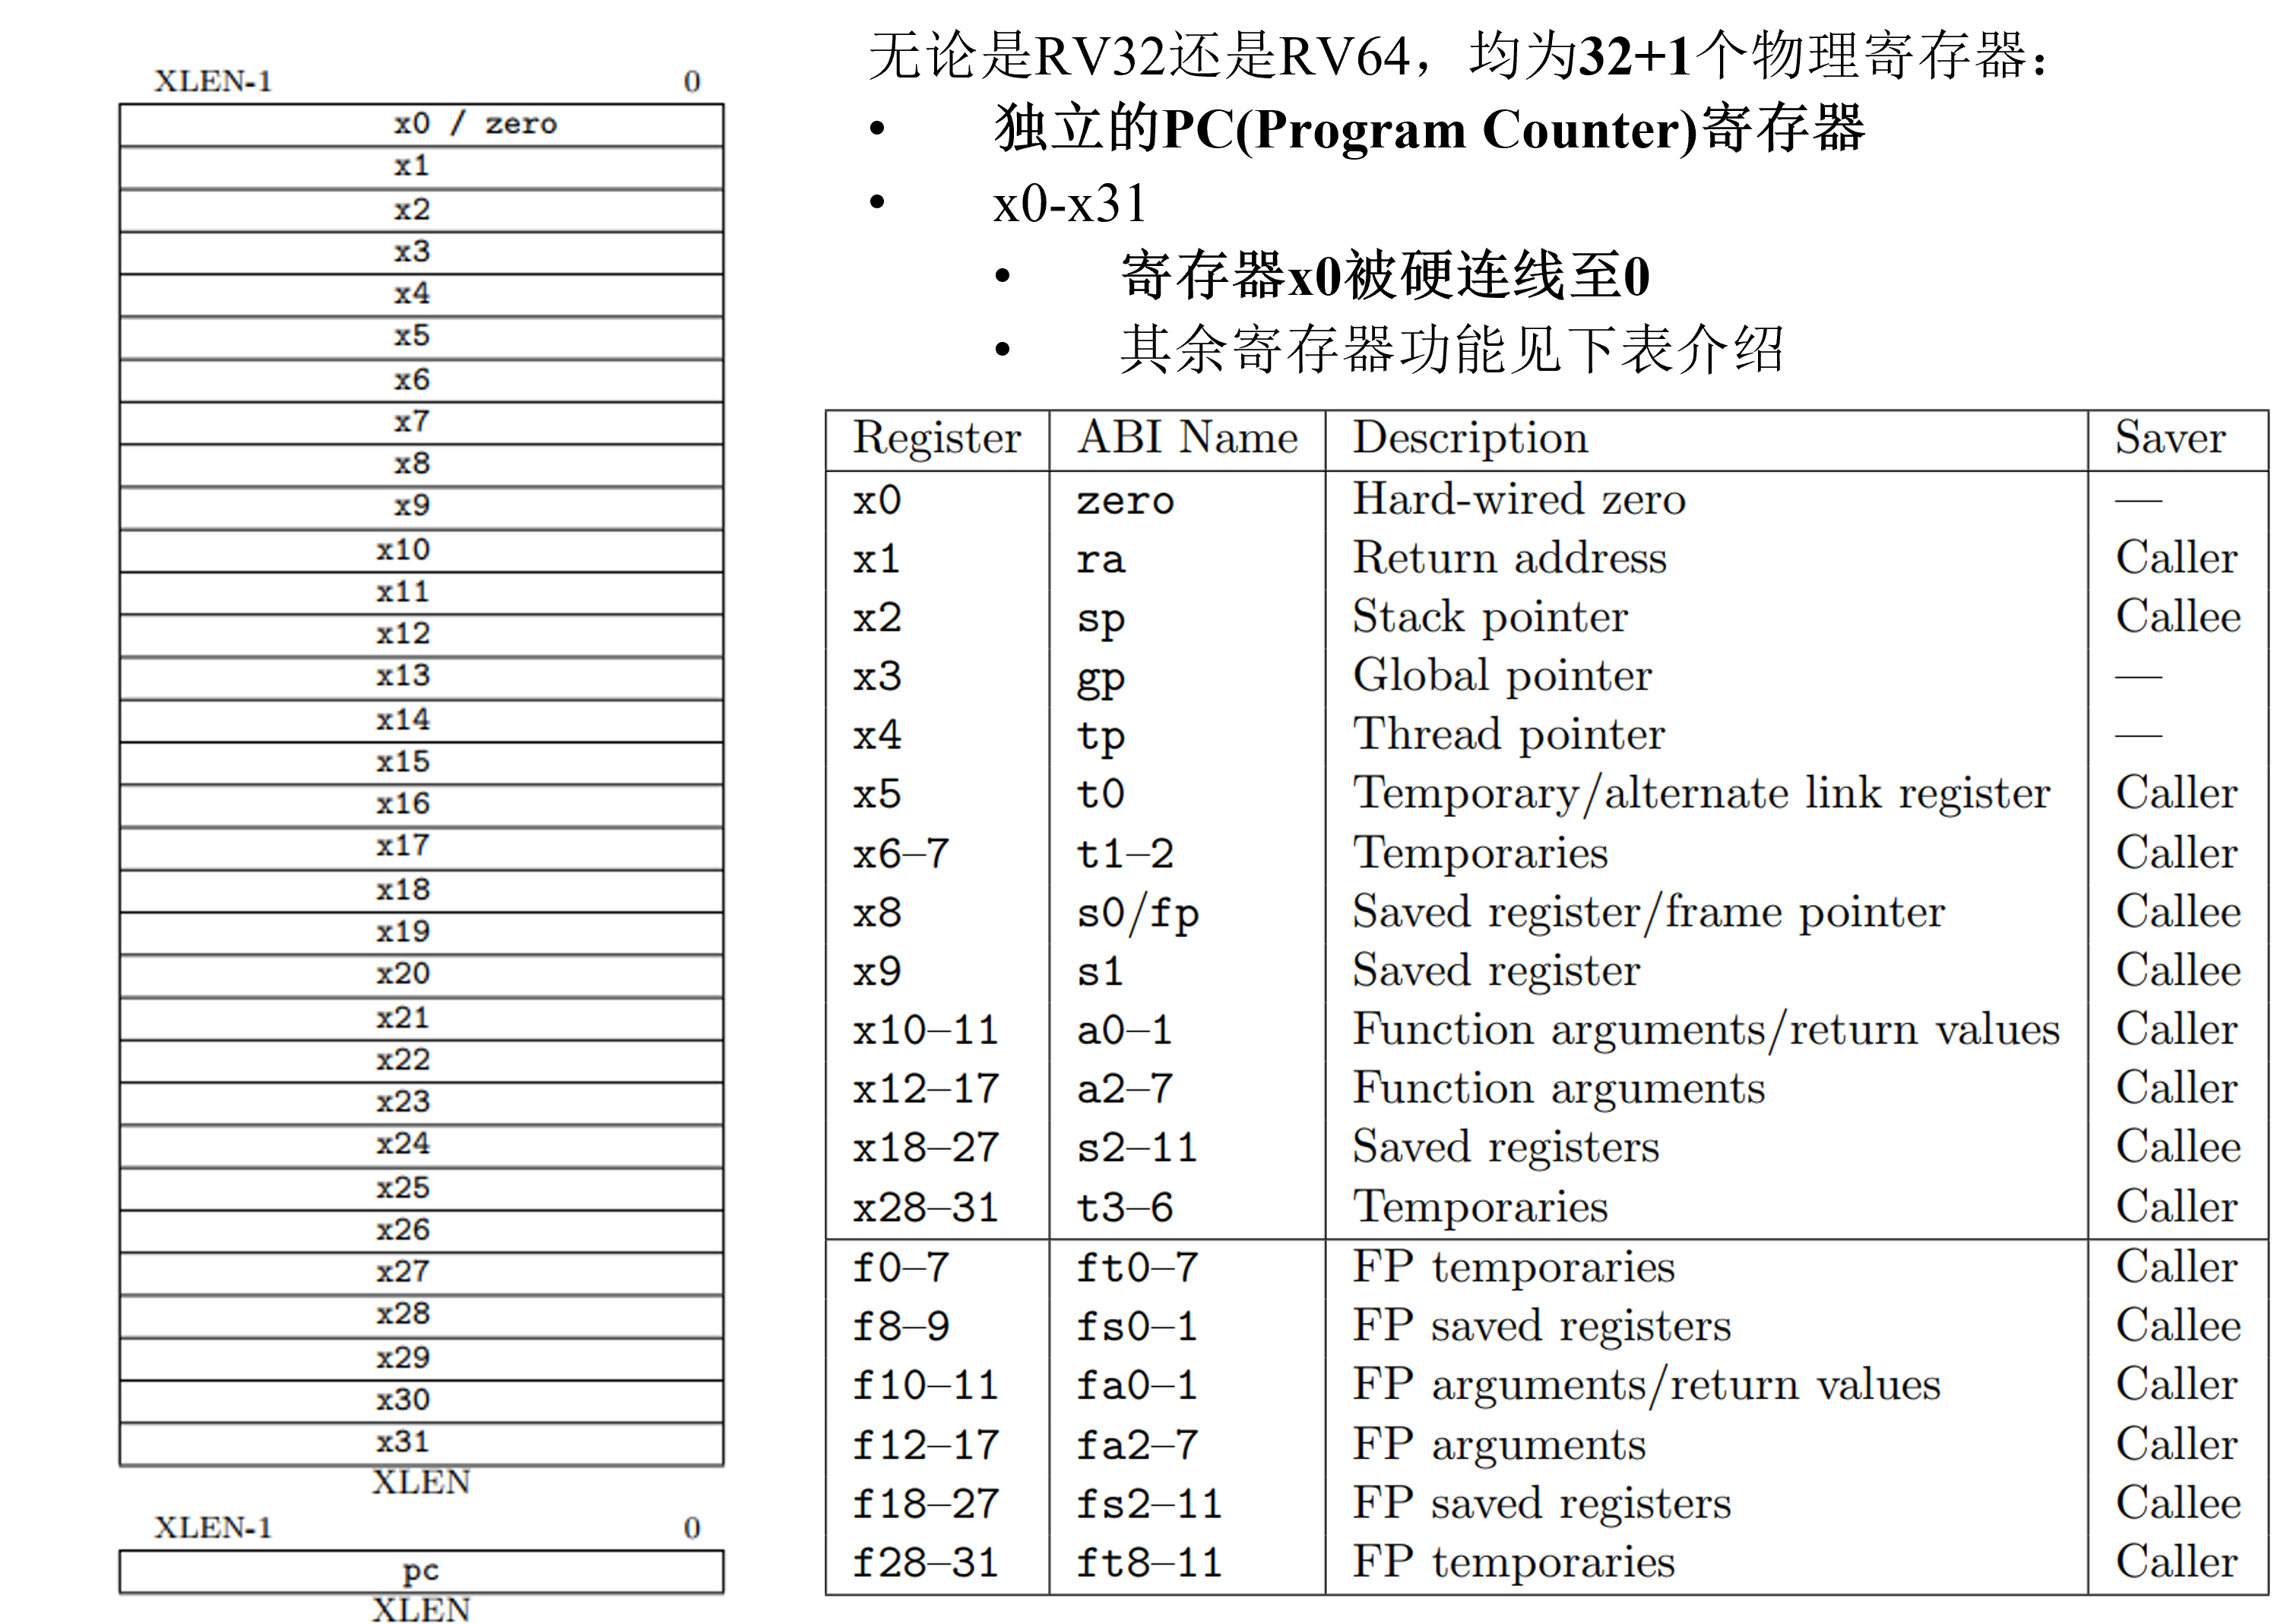 XLEN-1 0
x0 / zero
x1
x2
x3
x4
x5
x6
x7
x8
x9
x10
x11
x12
x13
x14
x15
x16
x17
x18
x19
x20
x21
x22
x23
x24
x25
x26
x27
x28
x29
x30
x31
XLEN
XLEN-1 0
pc
XLEN
无论是RV32还是RV64，均为32+1个物理寄存器：
• 独立的PC(Program Counter)寄存器
• x0-x31
• 寄存器x0被硬连线至0
• 其余寄存器功能见下表介绍
Register ABI Name Description Saver
x0 zero Hard-wired zero —
x1 ra Return address Caller
x2 sp Stack pointer Callee
x3 gp Global pointer —
x4 tp Thread pointer —
x5 t0 Temporary/alternate link register Caller
x6–7 t1–2 Temporaries Caller
x8 s0/fp Saved register/frame pointer Callee
x9 s1 Saved register Callee
x10–11 a0–1 Function arguments/return values Caller
x12–17 a2–7 Function arguments Caller
x18–27 s2–11 Saved registers Callee
x28–31 t3–6 Temporaries Caller
f0–7 ft0–7 FP temporaries Caller
f8–9 fs0–1 FP saved registers Callee
f10–11 fa0–1 FP arguments/return values Caller
f12–17 fa2–7 FP arguments Caller
f18–27 fs2–11 FP saved registers Callee
f28–31 ft8–11 FP temporaries Caller